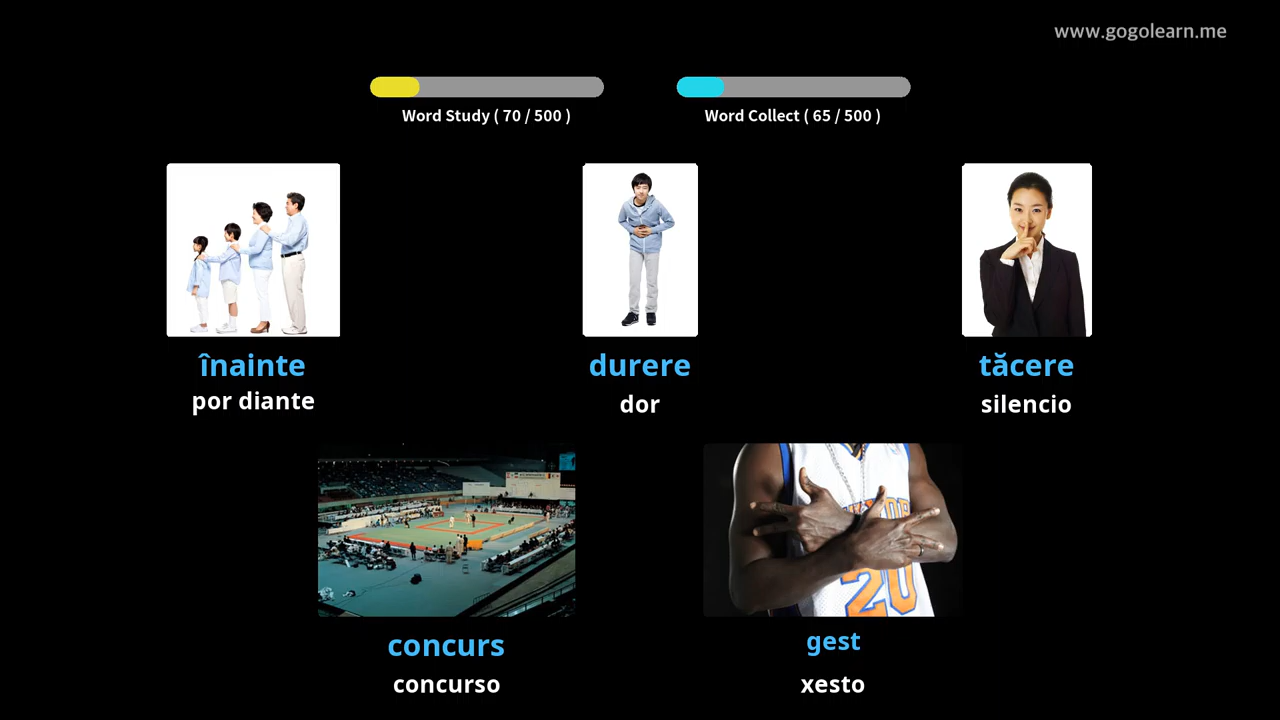 www.gogolearn.me
Word Study ( 70 / 500 )
Word Collect ( 65 / 500 )
înainte
por diante
durere
dor
tăcere
silencio
concurs
concurso
20
gest
xesto